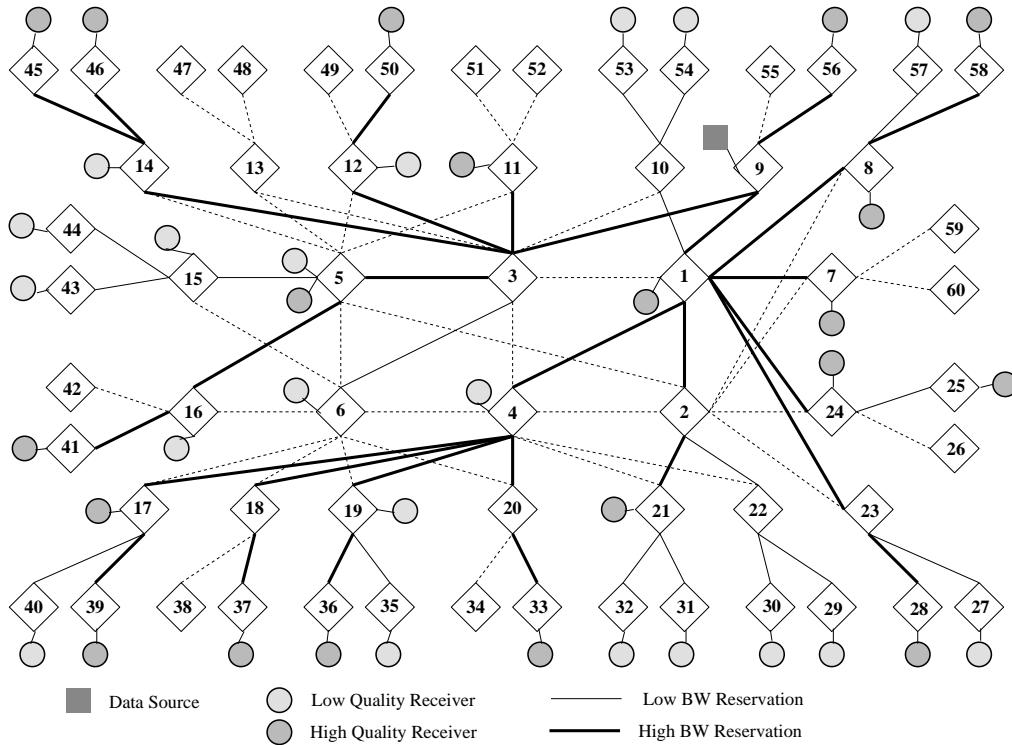 45 46 47 48 49 50 51 52 53 54 55 56 57 58
14 13 12 11 10 9 8
44 59
15 5 3 1 7
43 60
42 25
16 6 4 2 24
41 26
17 18 19 20 21 22 23
40 39 38 37 36 35 34 33 32 31 30 29 28 27
Data Source Low Quality Receiver Low BW Reservation
High Quality Receiver High BW Reservation